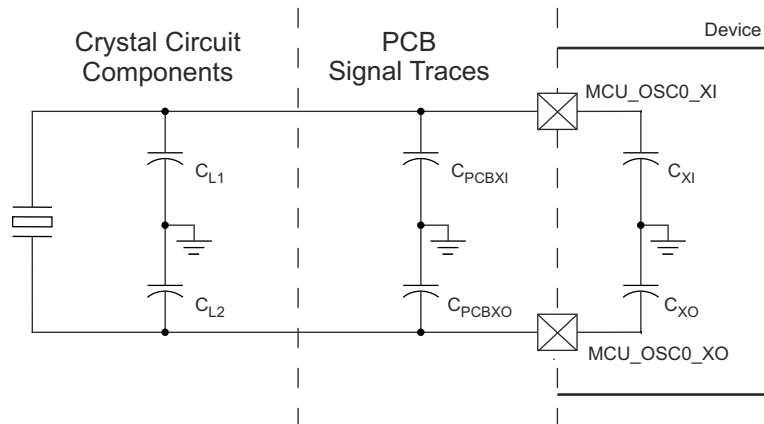 Device
Crystal Circuit
Components
PCB
Signal Traces
MCU_OSC0_XI
CL1
CPCBXI
CXI
CL2
CPCBXO
CXO
MCU_OSC0_XO